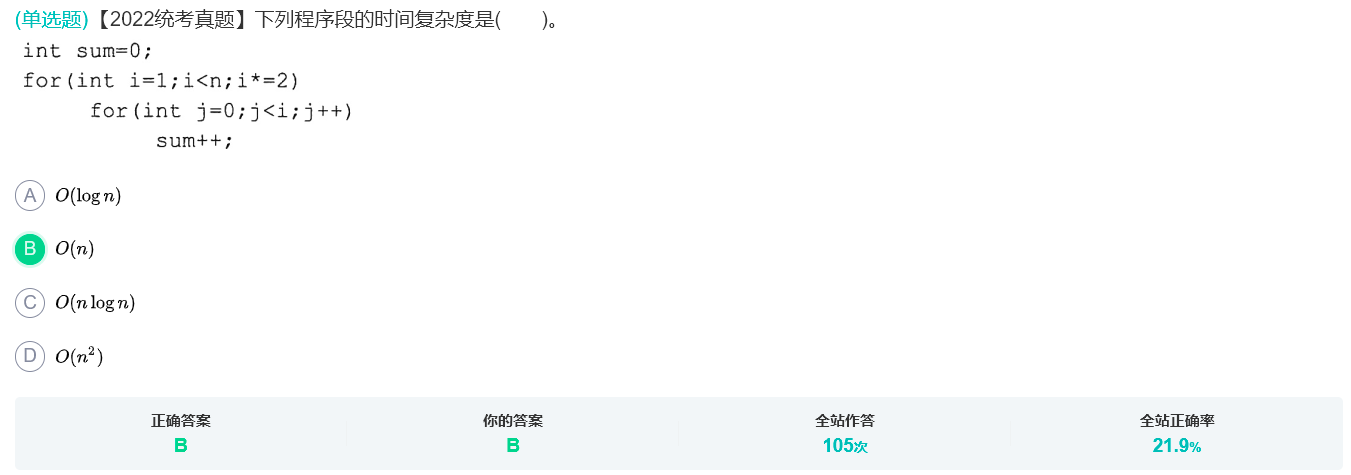 (单选题)【2022统考真题】下列程序段的时间复杂度是(　　)。
int sum=0;
for(int i=1;i<n;i*=2)
for(int j=0;j<i;j++)
sum++;
A O(log n)
B O(n)
C O(n log n)
D O(n²)
正确答案 你的答案 全站作答 全站正确率
B B 105次 21.9%